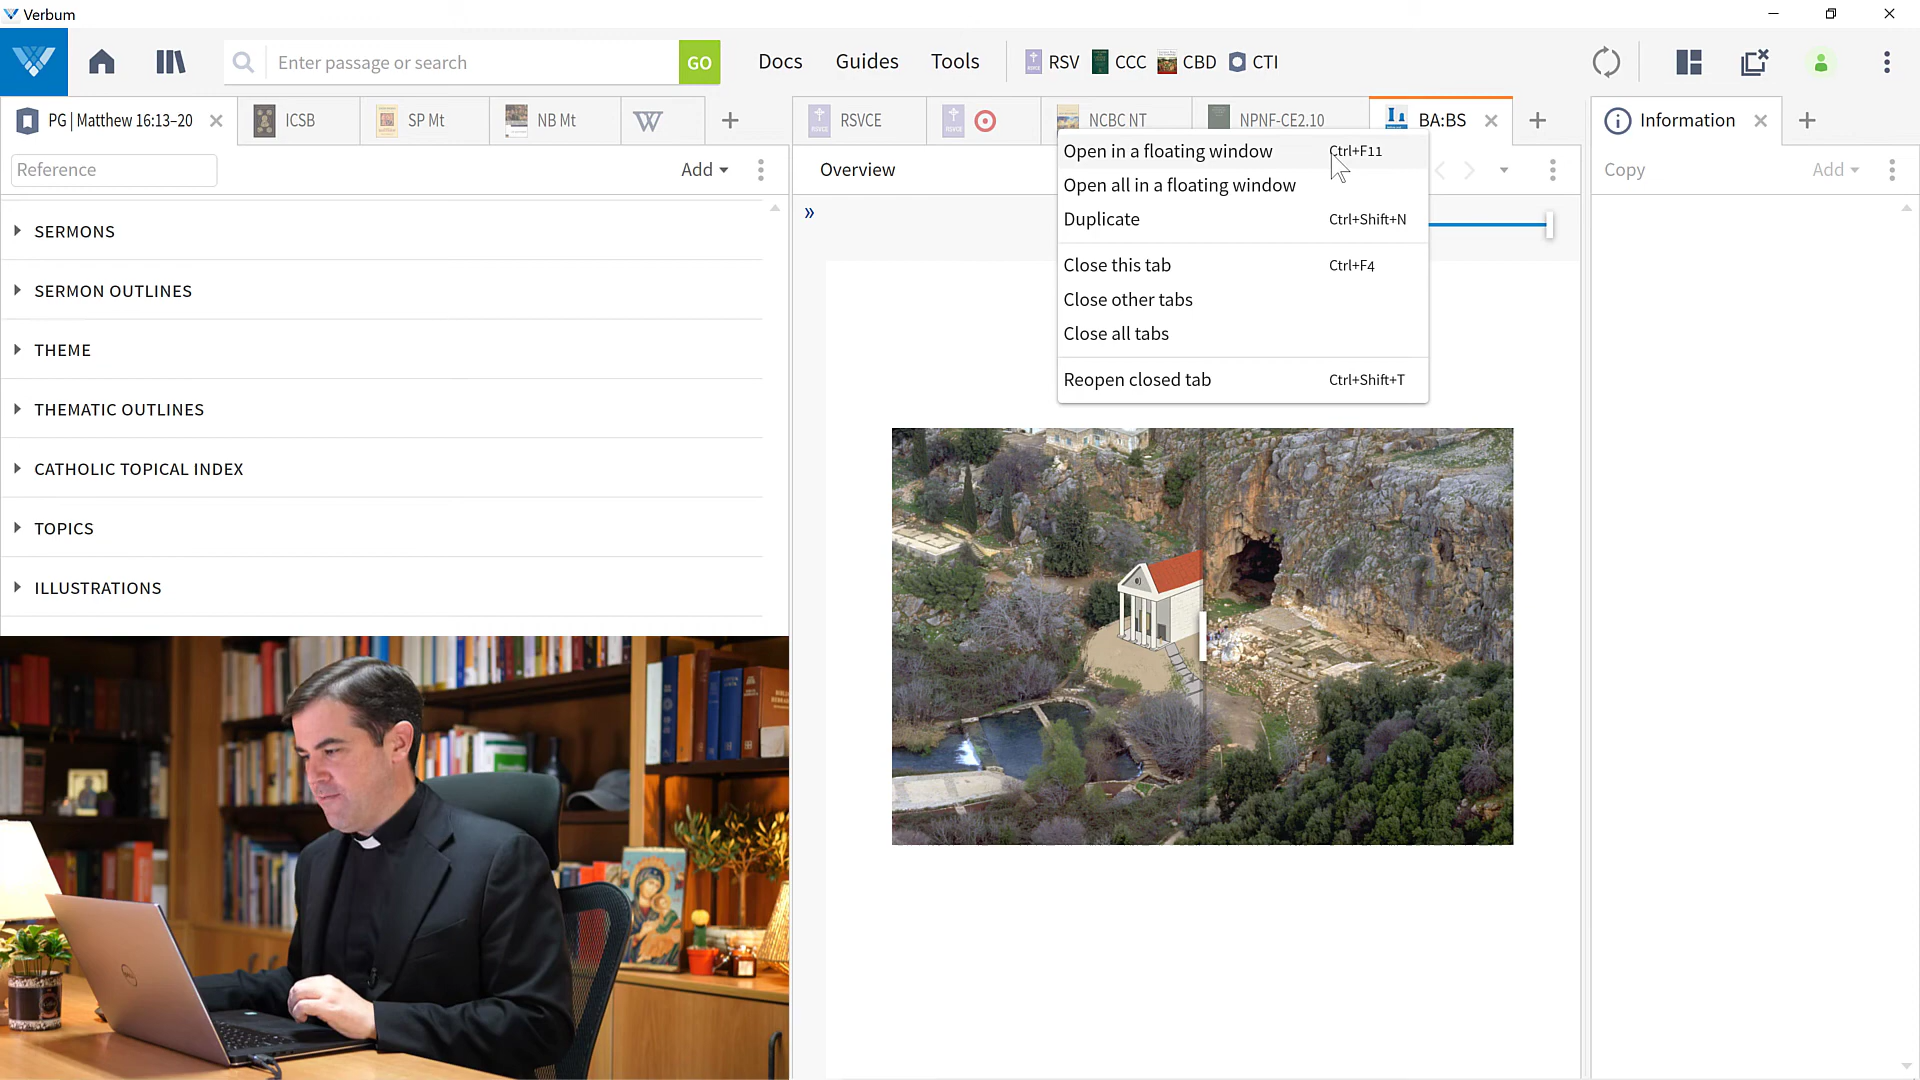 Verbum
Enter passage or search
GO
Docs
Guides
Tools
RSV
CCC
CBD
CTI
PG | Matthew 16:13–20
ICSB
SP Mt
NB Mt
RSVCE
NCBC NT
NPNF-CE2.10
BA:BS
Information
Reference
Add
Overview
Copy
Add
SERMONS
SERMON OUTLINES
THEME
THEMATIC OUTLINES
CATHOLIC TOPICAL INDEX
TOPICS
ILLUSTRATIONS
Open in a floating window Ctrl+F11
Open all in a floating window
Duplicate Ctrl+Shift+N
Close this tab Ctrl+F4
Close other tabs
Close all tabs
Reopen closed tab Ctrl+Shift+T